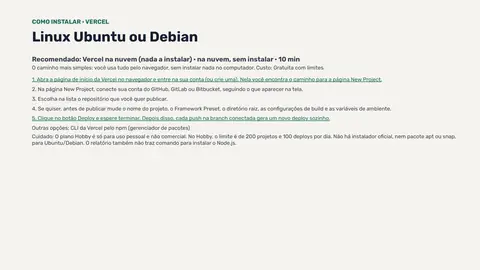 COMO INSTALAR · VERCEL
Linux Ubuntu ou Debian
Recomendado: Vercel na nuvem (nada a instalar) · na nuvem, sem instalar · 10 min
O caminho mais simples: você usa tudo pelo navegador, sem instalar nada no computador. Custo: Gratuita com limites.
1. Abra a página de início da Vercel no navegador e entre na sua conta (ou crie uma). Nela você encontra o caminho para a página New Project.
2. Na página New Project, conecte sua conta do GitHub, GitLab ou Bitbucket, seguindo o que aparecer na tela.
3. Escolha na lista o repositório que você quer publicar.
4. Se quiser, antes de publicar mude o nome do projeto, o Framework Preset, o diretório raiz, as configurações de build e as variáveis de ambiente.
5. Clique no botão Deploy e espere terminar. Depois disso, cada push na branch conectada gera um novo deploy sozinho.
Outras opções: CLI da Vercel pelo npm (gerenciador de pacotes)
Cuidado: O plano Hobby é só para uso pessoal e não comercial. No Hobby, o limite é de 200 projetos e 100 deploys por dia. Não há instalador oficial, nem pacote apt ou snap,
para Ubuntu/Debian. O relatório também não traz comando para instalar o Node.js.